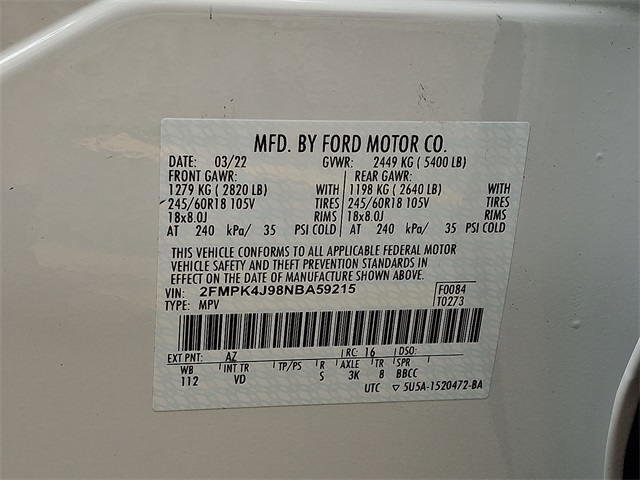 MFD. BY FORD MOTOR CO.
DATE: 03/22 GVWR: 2449 KG ( 5400 LB)
FRONT GAWR: REAR GAWR:
1279 KG ( 2820 LB) WITH 1198 KG ( 2640 LB) WITH
245/60R18 105V TIRES 245/60R18 105V TIRES
18x8.0J RIMS 18x8.0J RIMS
AT 240 kPa/ 35 PSI COLD AT 240 kPa/ 35 PSI COLD
THIS VEHICLE CONFORMS TO ALL APPLICABLE FEDERAL MOTOR
VEHICLE SAFETY AND THEFT PREVENTION STANDARDS IN
EFFECT ON THE DATE OF MANUFACTURE SHOWN ABOVE.
VIN: 2FMPK4J98NBA59215 F0084
TYPE: MPV T0273
EXT PNT: AZ RC: 16 DSO:
WB INT TR TP/PS R AXLE TR SPR
112 VD S 3K 8 BBCC
UTC ▽ 5U5A-1520472-BA